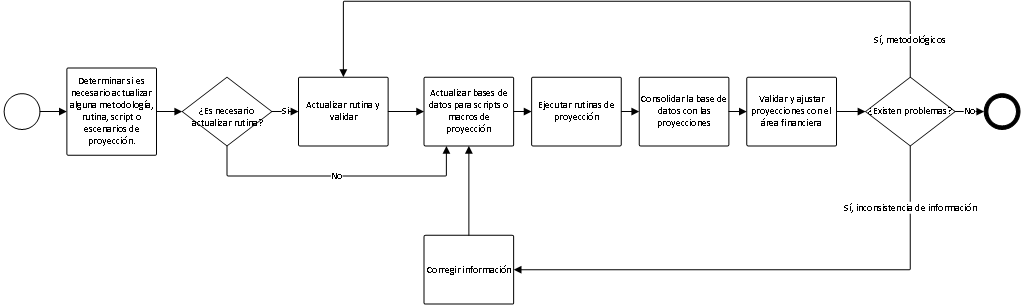 Sí, metodológicos
Determinar si es
necesario actualizar
alguna metodología,
rutina, script o
escenarios de
proyección.
¿Es necesario
actualizar rutina?
Si
Actualizar rutina y
validar
Actualizar bases de
datos para scripts o
macros de
proyección
Ejecutar rutinas de
proyección
Consolidar la base de
datos con las
proyecciones
Validar y ajustar
proyecciones con el
área financiera
¿Existen problemas?
No
No
Sí, inconsistencia de información
Corregir información